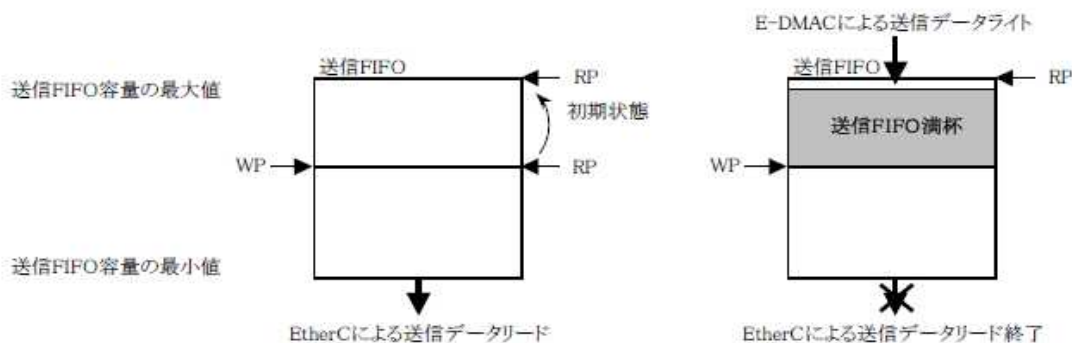 E-DMACによる送信データライト
送信FIFO
RP
送信FIFO容量の最大値
初期状態
WP
RP
送信FIFO容量の最小値
EtherCによる送信データリード
送信FIFO
RP
送信FIFO満杯
WP
EtherCによる送信データリード終了